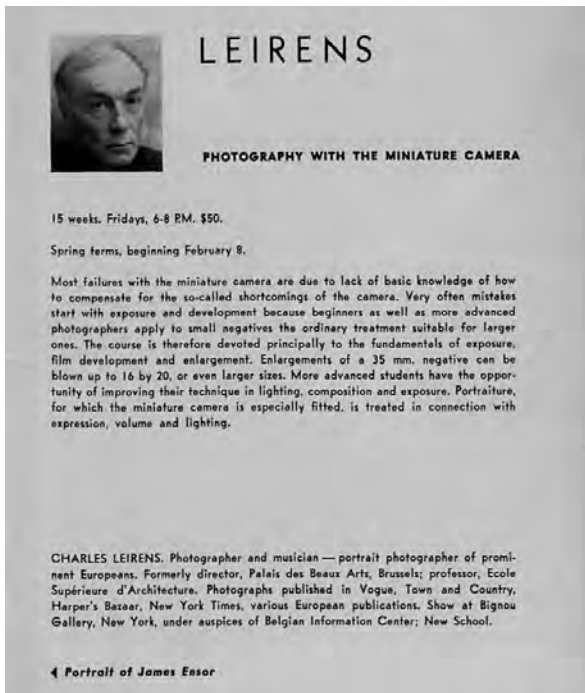 LEIRENS
PHOTOGRAPHY WITH THE MINIATURE CAMERA
15 weeks. Fridays, 6-8 P.M. $50.
Spring terms, beginning February 8.
Most failures with the miniature camera are due to lack of basic knowledge of how
to compensate for the so-called shortcomings of the camera. Very often mistakes
start with exposure and development because beginners as well as more advanced
photographers apply to small negatives the ordinary treatment suitable for larger
ones. The course is therefore devoted principally to the fundamentals of exposure,
film development and enlargement. Enlargements of a 35 mm. negative can be
blown up to 16 by 20, or even larger sizes. More advanced students have the oppor-
tunity of improving their technique in lighting, composition and exposure. Portraiture,
for which the miniature camera is especially fitted, is treated in connection with
expression, volume and lighting.
CHARLES LEIRENS. Photographer and musician — portrait photographer of promi-
nent Europeans. Formerly director, Palais des Beaux Arts, Brussels; professor, Ecole
Supérieure d'Architecture. Photographs published in Vogue, Town and Country,
Harper's Bazaar, New York Times, various European publications. Show at Bignou
Gallery, New York, under auspices of Belgian Information Center; New School.
Portrait of James Ensor